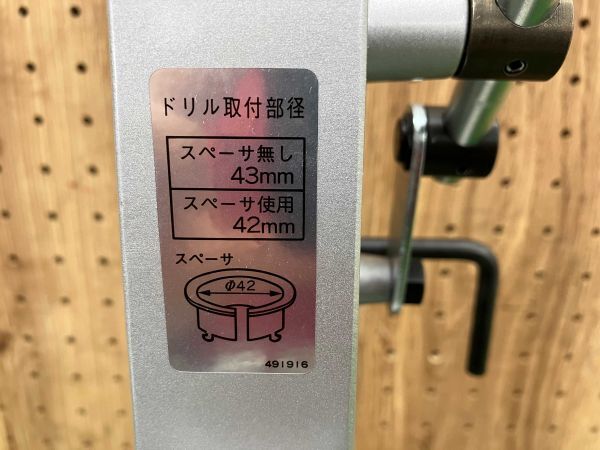 ドリル取付部径
スペーサ無し
43mm
スペーサ使用
42mm
スペーサ
Φ42
491916